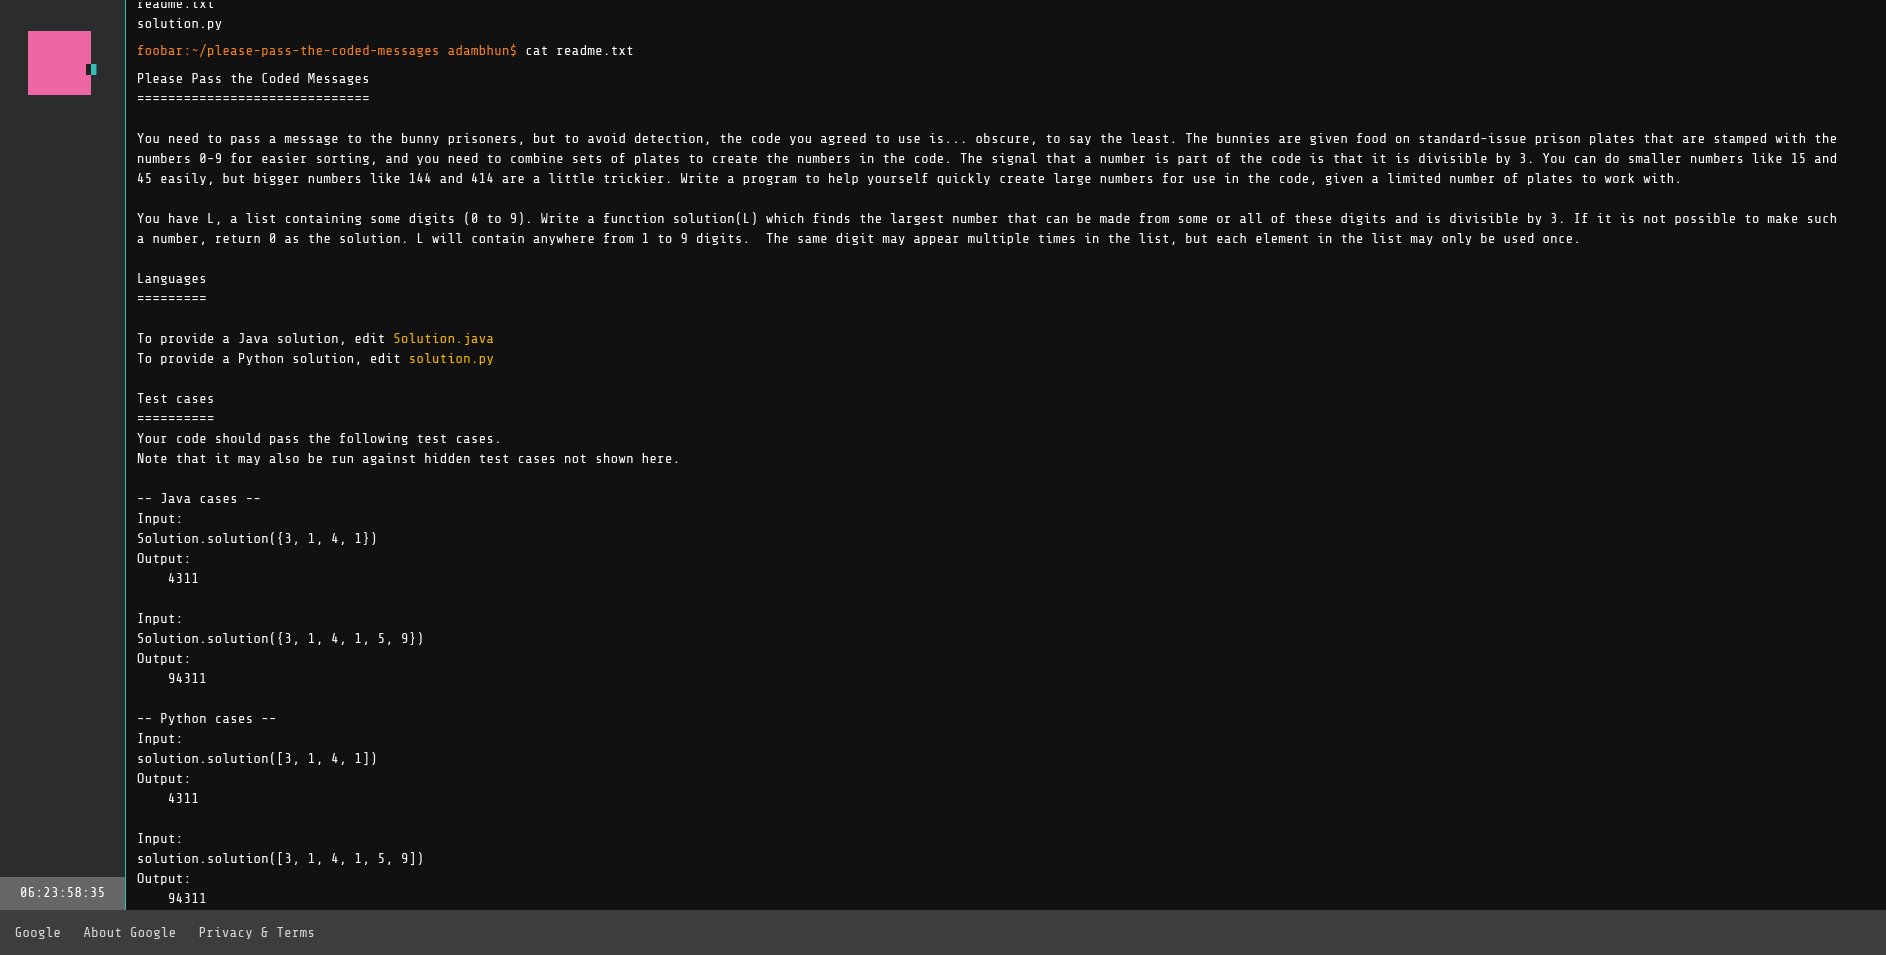 readme.txt
solution.py
foobar:~/please-pass-the-coded-messages adambhun$ cat readme.txt
Please Pass the Coded Messages
==============================
You need to pass a message to the bunny prisoners, but to avoid detection, the code you agreed to use is... obscure, to say the least. The bunnies are given food on standard-issue prison plates that are stamped with the
numbers 0-9 for easier sorting, and you need to combine sets of plates to create the numbers in the code. The signal that a number is part of the code is that it is divisible by 3. You can do smaller numbers like 15 and
45 easily, but bigger numbers like 144 and 414 are a little trickier. Write a program to help yourself quickly create large numbers for use in the code, given a limited number of plates to work with.
You have L, a list containing some digits (0 to 9). Write a function solution(L) which finds the largest number that can be made from some or all of these digits and is divisible by 3. If it is not possible to make such
a number, return 0 as the solution. L will contain anywhere from 1 to 9 digits.  The same digit may appear multiple times in the list, but each element in the list may only be used once.
Languages
=========
To provide a Java solution, edit Solution.java
To provide a Python solution, edit solution.py
Test cases
==========
Your code should pass the following test cases.
Note that it may also be run against hidden test cases not shown here.
-- Java cases --
Input:
Solution.solution({3, 1, 4, 1})
Output:
    4311
Input:
Solution.solution({3, 1, 4, 1, 5, 9})
Output:
    94311
-- Python cases --
Input:
solution.solution([3, 1, 4, 1])
Output:
    4311
Input:
solution.solution([3, 1, 4, 1, 5, 9])
Output:
    94311
06:23:58:35
Google   About Google   Privacy & Terms